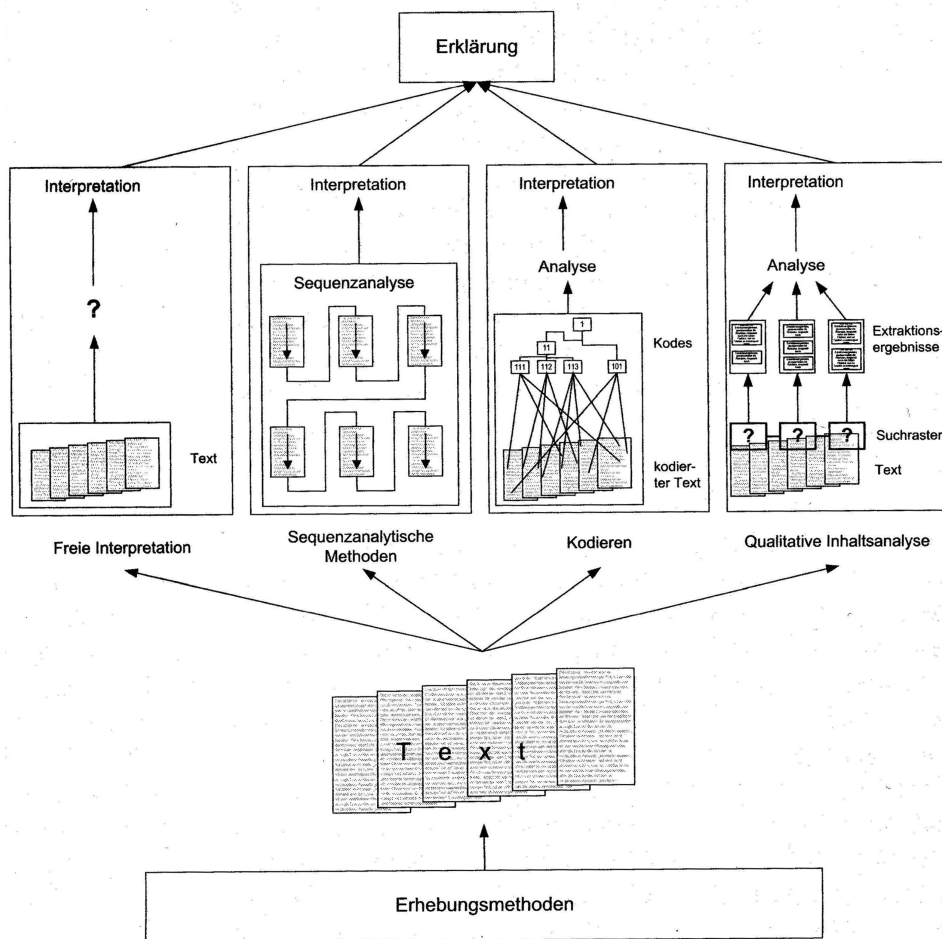 Erklärung
Interpretation
?
Text
Freie Interpretation
Interpretation
Sequenzanalyse
Sequenzanalytische
Methoden
Interpretation
Analyse
Kodes
1
11
111 112 113 101
kodier-
ter Text
Kodieren
Interpretation
Analyse
Extraktions-
ergebnisse
? ? ?
Suchraster
Text
Qualitative Inhaltsanalyse
Text
Erhebungsmethoden